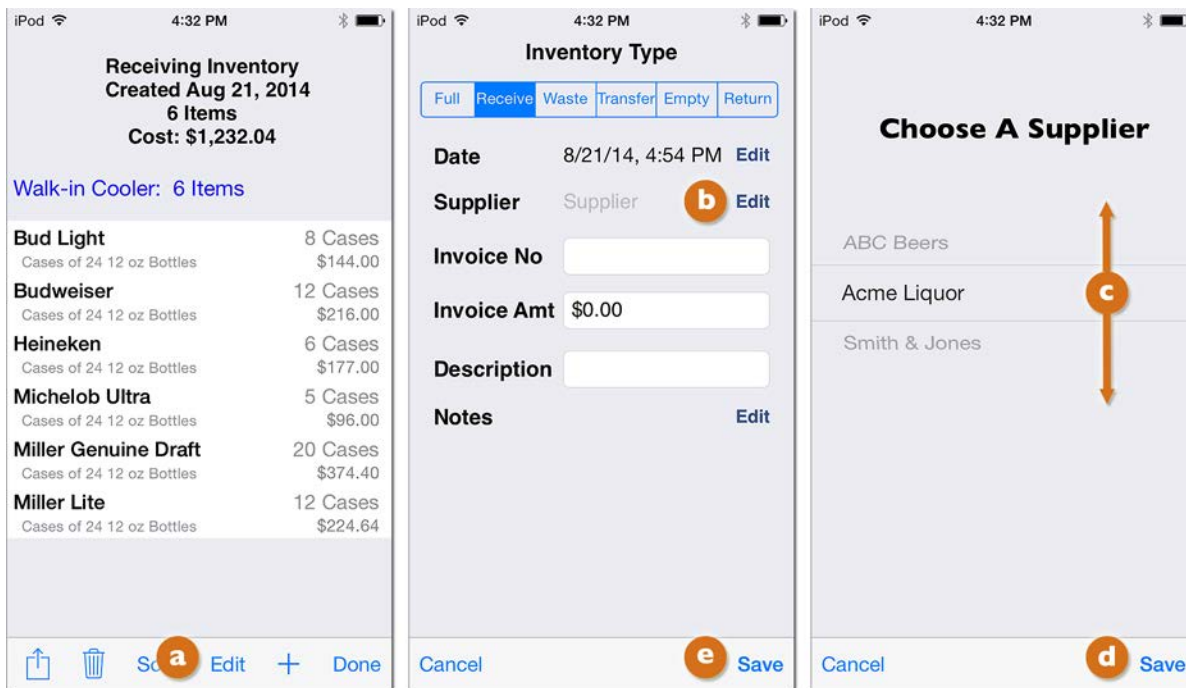 iPod 4:32 PM
Receiving Inventory
Created Aug 21, 2014
6 Items
Cost: $1,232.04
Walk-in Cooler: 6 Items
Bud Light 8 Cases
Cases of 24 12 oz Bottles $144.00
Budweiser 12 Cases
Cases of 24 12 oz Bottles $216.00
Heineken 6 Cases
Cases of 24 12 oz Bottles $177.00
Michelob Ultra 5 Cases
Cases of 24 12 oz Bottles $96.00
Miller Genuine Draft 20 Cases
Cases of 24 12 oz Bottles $374.40
Miller Lite 12 Cases
Cases of 24 12 oz Bottles $224.64
a Edit + Done
iPod 4:32 PM
Inventory Type
Full Receive Waste Transfer Empty Return
Date 8/21/14, 4:54 PM Edit
Supplier Supplier b Edit
Invoice No
Invoice Amt $0.00
Description
Notes Edit
Cancel e Save
iPod 4:32 PM
Choose A Supplier
ABC Beers
Acme Liquor c
Smith & Jones
Cancel d Save